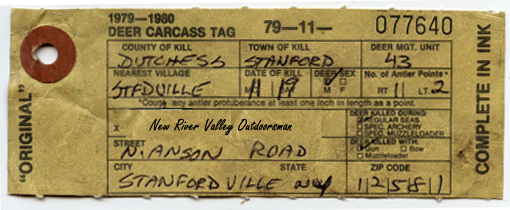 1979-1980
79-11-
077640
DEER CARCASS TAG
COUNTY OF KILL TOWN OF KILL DEER MGT. UNIT
DUTCHESS STANFORD 43
NEAREST VILLAGE DATE OF KILL DEER SEX No. of Antler Points*
STFDVILLE M 11 D 19 M F RT 11 LT. 2
*Count any antler protuberance at least one inch in length as a point.
DEER KILLED DURING:
REGULAR SEAS.
X New River Valley Outdoorsman
SPEC. ARCHERY
SPEC. MUZZLELOADER
STREET
DEER KILLED WITH:
N. ANSON ROAD
Gun Bow
Muzzleloader
CITY STATE ZIP CODE
STANFORDVILLE NY 12581
"ORIGINAL"
COMPLETE IN INK